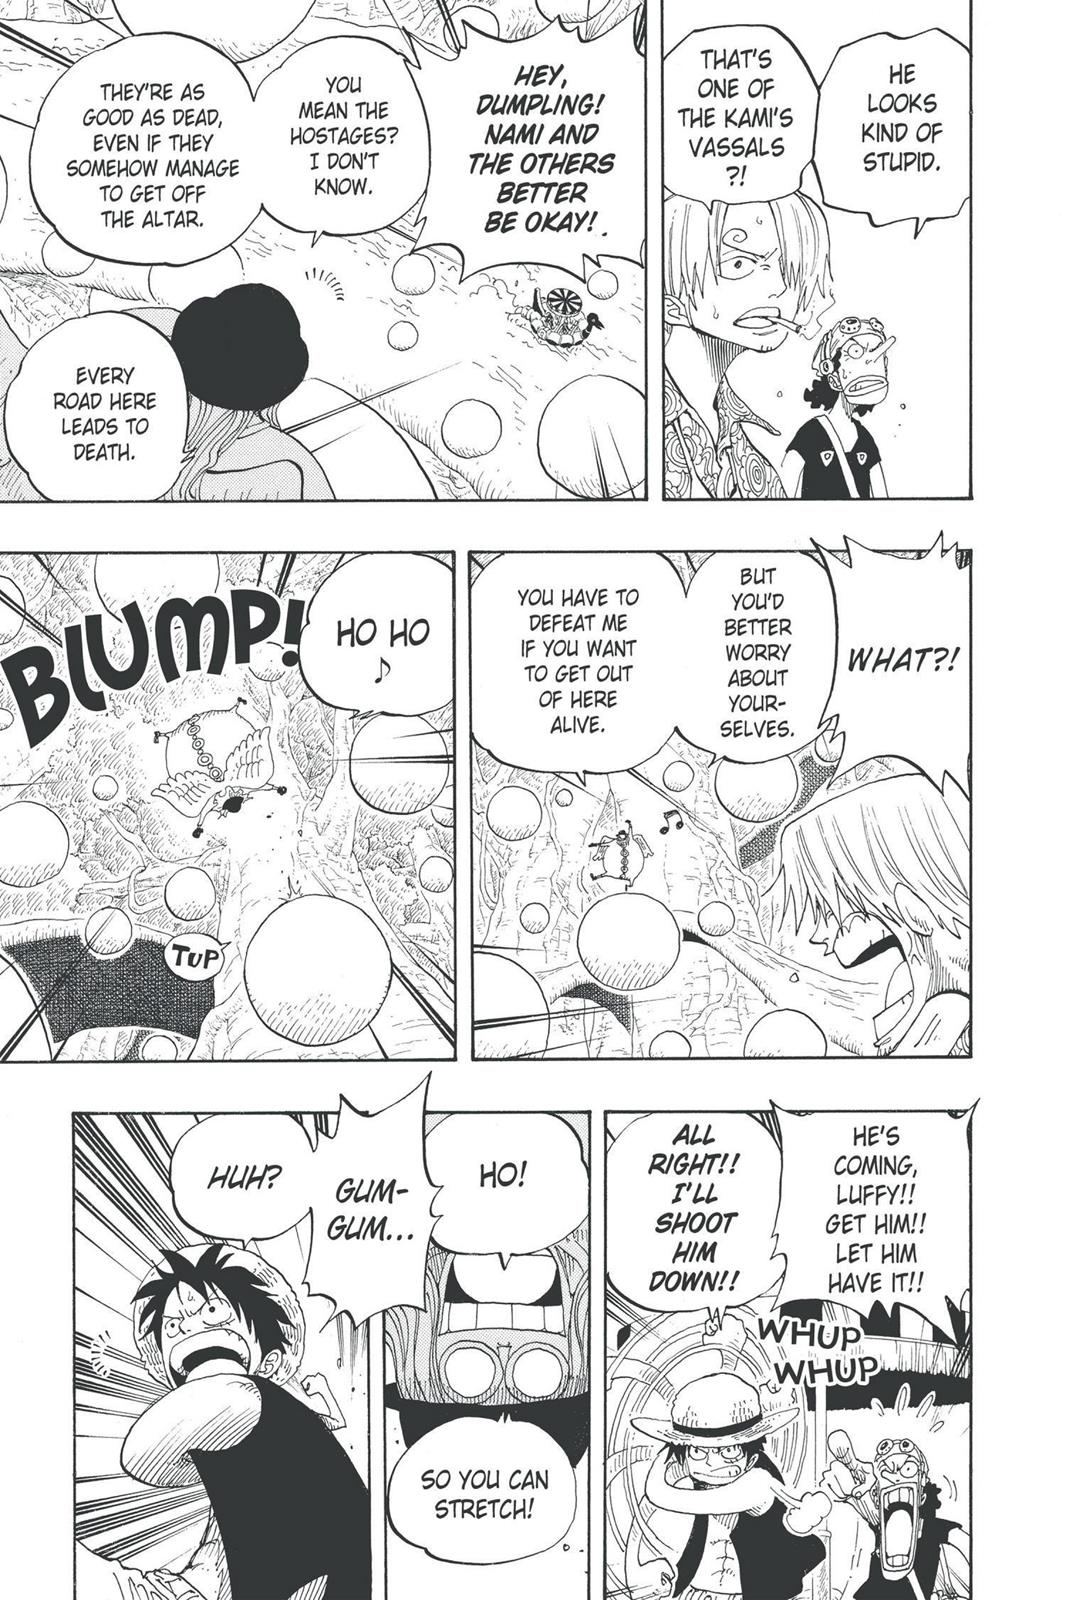 HE
LOOKS
KIND OF
STUPID.
THAT'S
ONE OF
THE KAMI'S
VASSALS
?!
HEY,
DUMPLING!
NAMI AND
THE OTHERS
BETTER
BE OKAY!
YOU
MEAN THE
HOSTAGES?
I DON'T
KNOW.
THEY'RE AS
GOOD AS DEAD,
EVEN IF THEY
SOMEHOW MANAGE
TO GET OFF
THE ALTAR.
EVERY
ROAD HERE
LEADS TO
DEATH.
WHAT?!
BUT
YOU'D
BETTER
WORRY
ABOUT
YOUR-
SELVES.
YOU HAVE TO
DEFEAT ME
IF YOU WANT
TO GET OUT
OF HERE
ALIVE.
HO HO
♪
BLUMP!
TUP
HE'S
COMING,
LUFFY!!
GET HIM!!
LET HIM
HAVE IT!!
ALL
RIGHT!!
I'LL
SHOOT
HIM
DOWN!!
WHUP
WHUP
HO!
SO YOU CAN
STRETCH!
GUM-
GUM...
HUH?